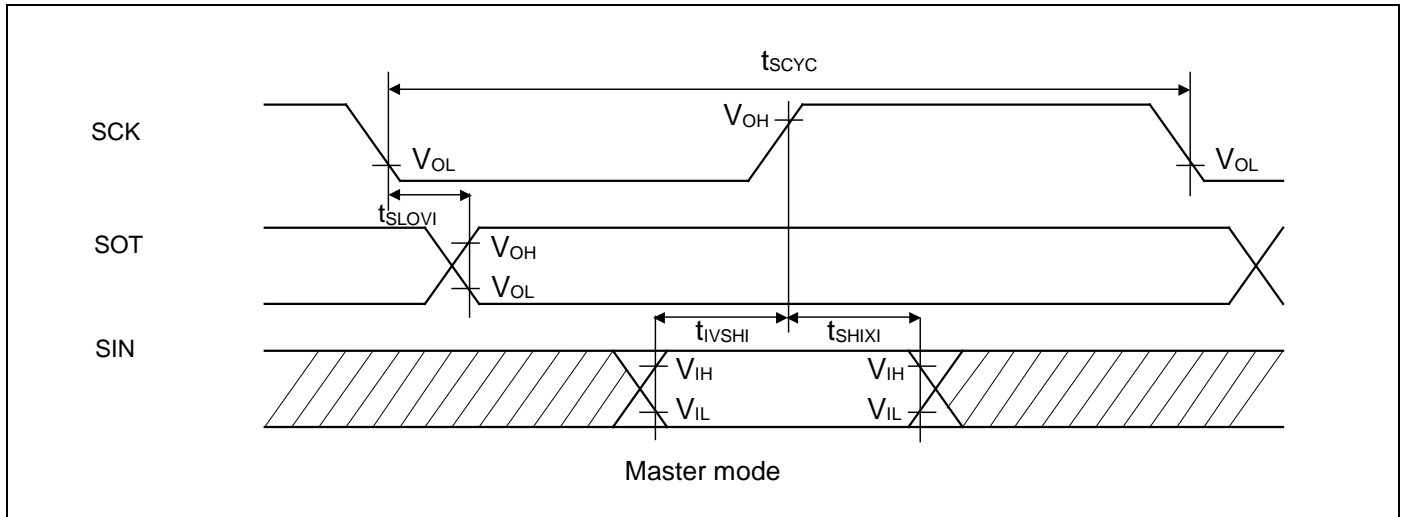 tSCYC
SCK
VOH
VOL
VOL
tSLOVI
SOT
VOH
VOL
SIN
tIVSHI
tSHIXI
VIH
VIH
VIL
VIL
Master mode